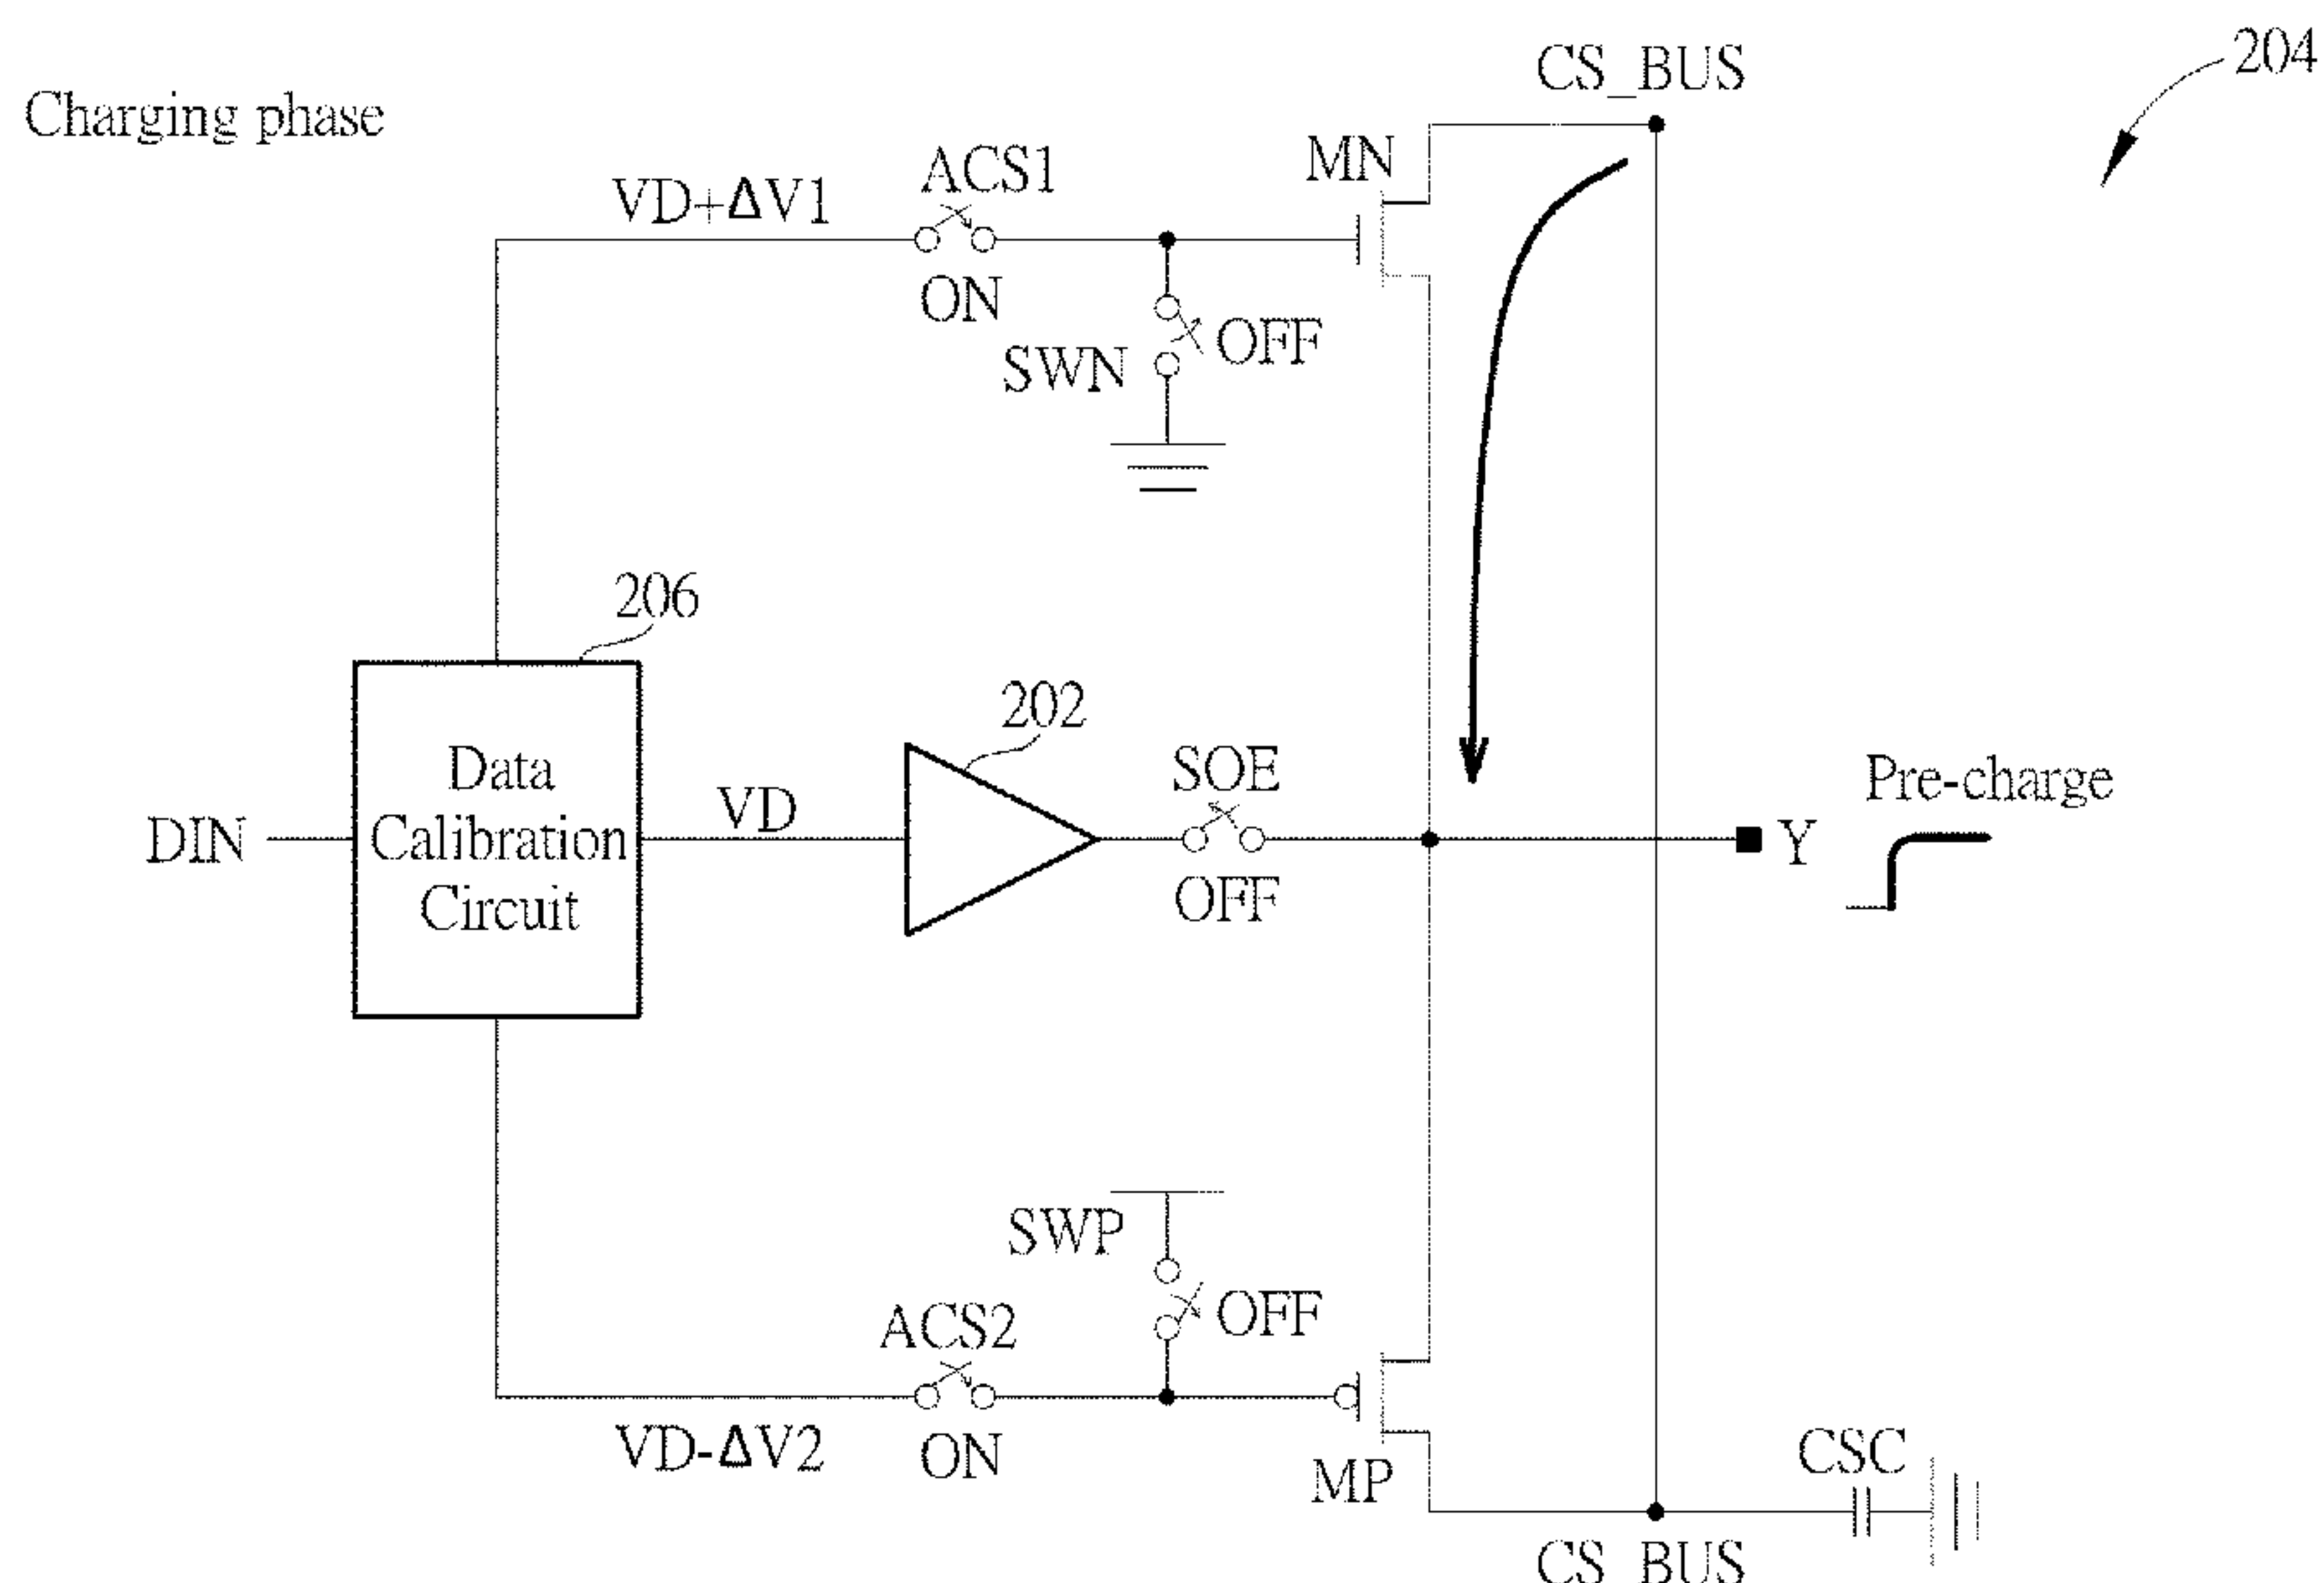 CS_BUS
204
Charging phase
MN
ACS1
VD+ΔV1
ON
OFF
SWN
206
202
SOE
Data
Calibration
Circuit
DIN
VD
OFF
Y
Pre-charge
SWP
OFF
ACS2
VD-ΔV2
ON
MP
CSC
CS_BUS